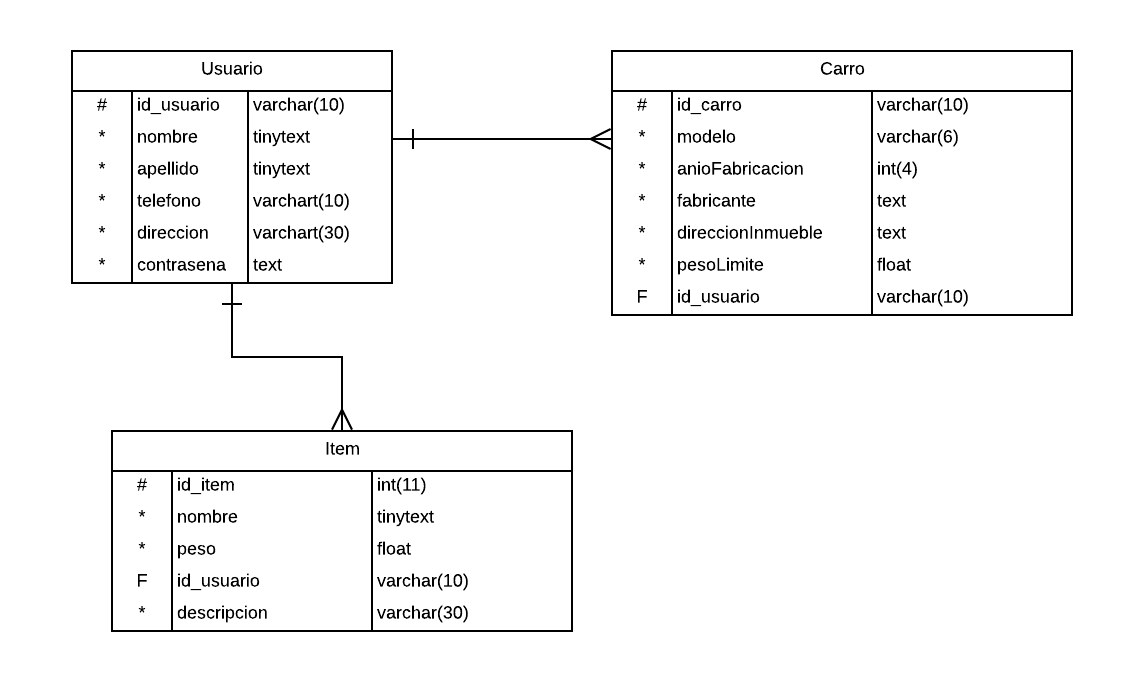 Usuario
# id_usuario varchar(10)
* nombre tinytext
* apellido tinytext
* telefono varchart(10)
* direccion varchart(30)
* contrasena text
Carro
# id_carro varchar(10)
* modelo varchar(6)
* anioFabricacion int(4)
* fabricante text
* direccionInmueble text
* pesoLimite float
F id_usuario varchar(10)
Item
# id_item int(11)
* nombre tinytext
* peso float
F id_usuario varchar(10)
* descripcion varchar(30)